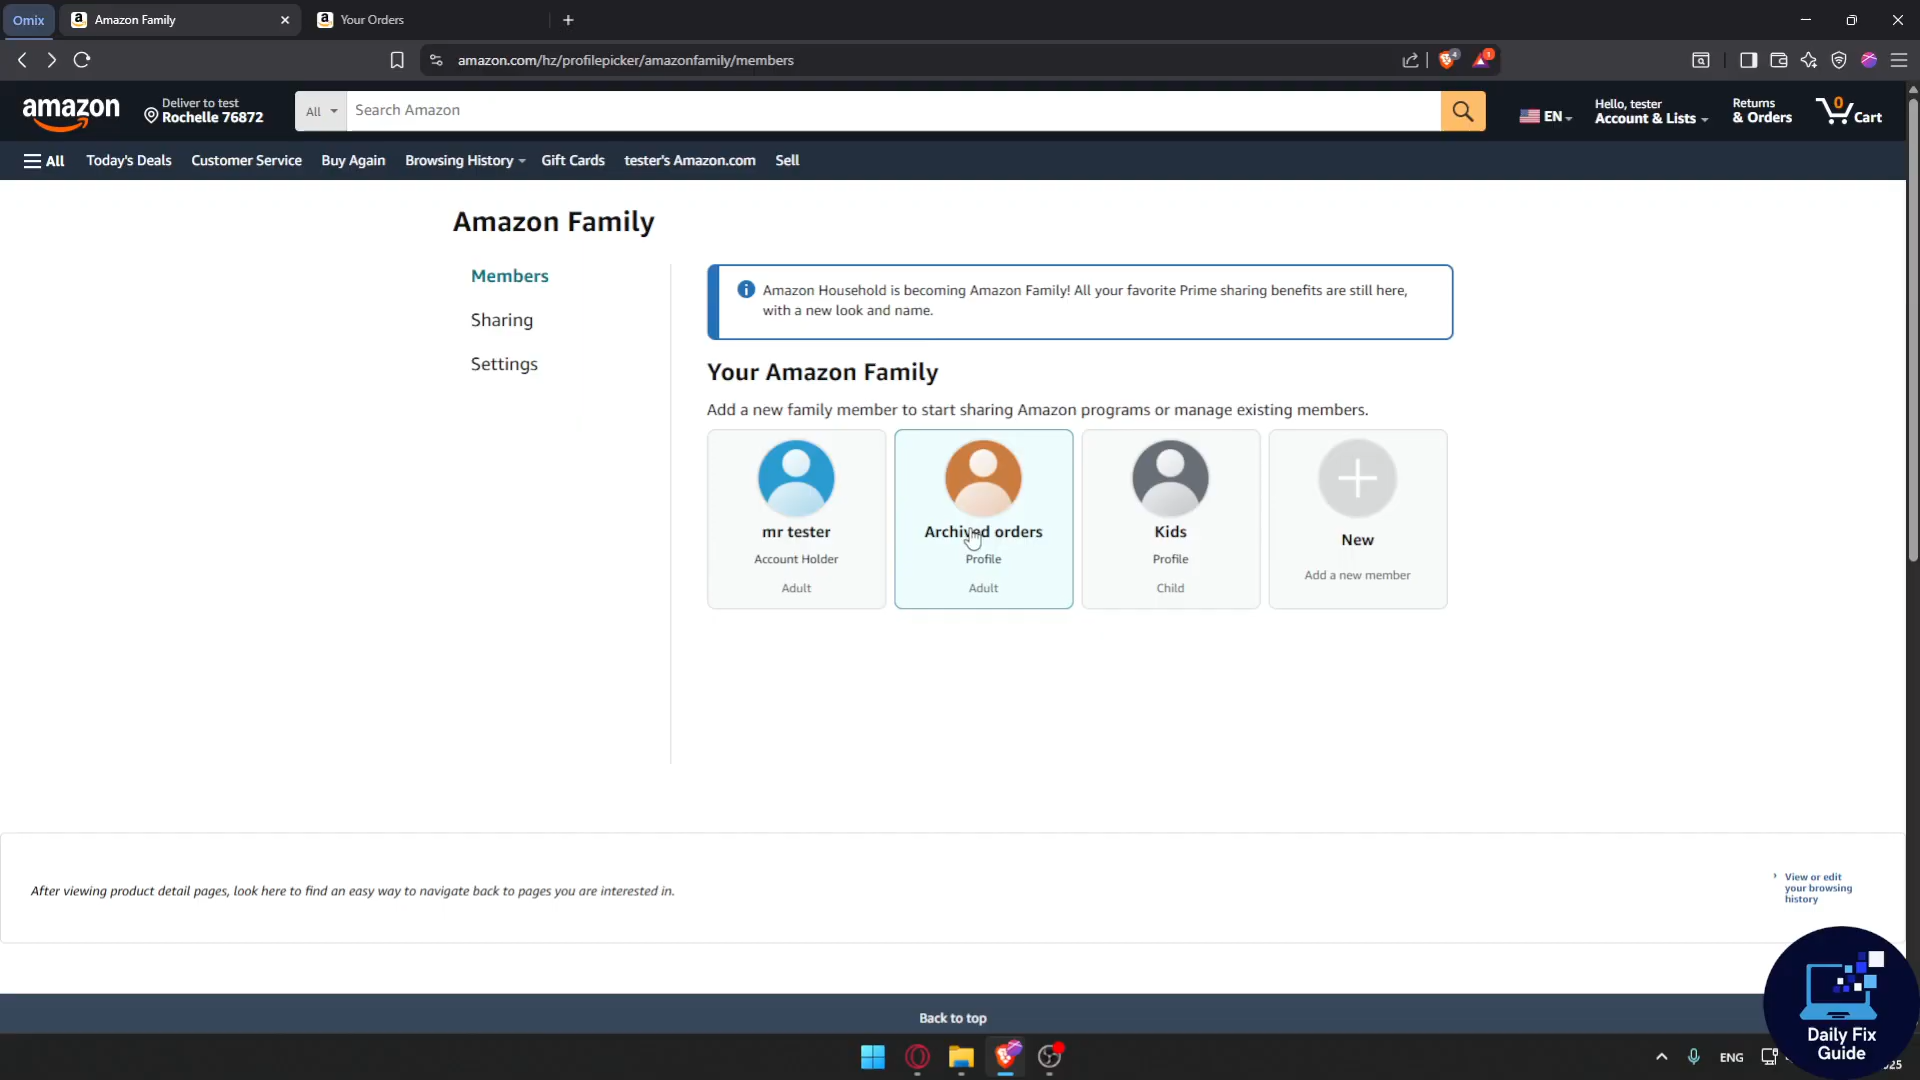 Omix
Amazon Family
Your Orders
amazon.com/hz/profilepicker/amazonfamily/members
4
1
amazon
Deliver to test
Rochelle 76872
All
Search Amazon
EN
Hello, tester
Account & Lists
Returns
& Orders
0
Cart
All
Today's Deals
Customer Service
Buy Again
Browsing History
Gift Cards
tester's Amazon.com
Sell
Amazon Family
Members
Sharing
Settings
Amazon Household is becoming Amazon Family! All your favorite Prime sharing benefits are still here,
with a new look and name.
Your Amazon Family
Add a new family member to start sharing Amazon programs or manage existing members.
mr tester
Account Holder
Adult
Archived orders
Profile
Adult
Kids
Profile
Child
New
Add a new member
After viewing product detail pages, look here to find an easy way to navigate back to pages you are interested in.
View or edit
your browsing
history
Back to top
ENG
Daily Fix
Guide